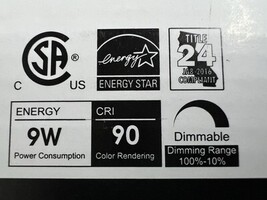 CSA ®
C US
energy
ENERGY STAR
TITLE
24
JA8-2016
COMPLIANT
ENERGY
9W
Power Consumption
CRI
90
Color Rendering
Dimmable
Dimming Range
100%-10%